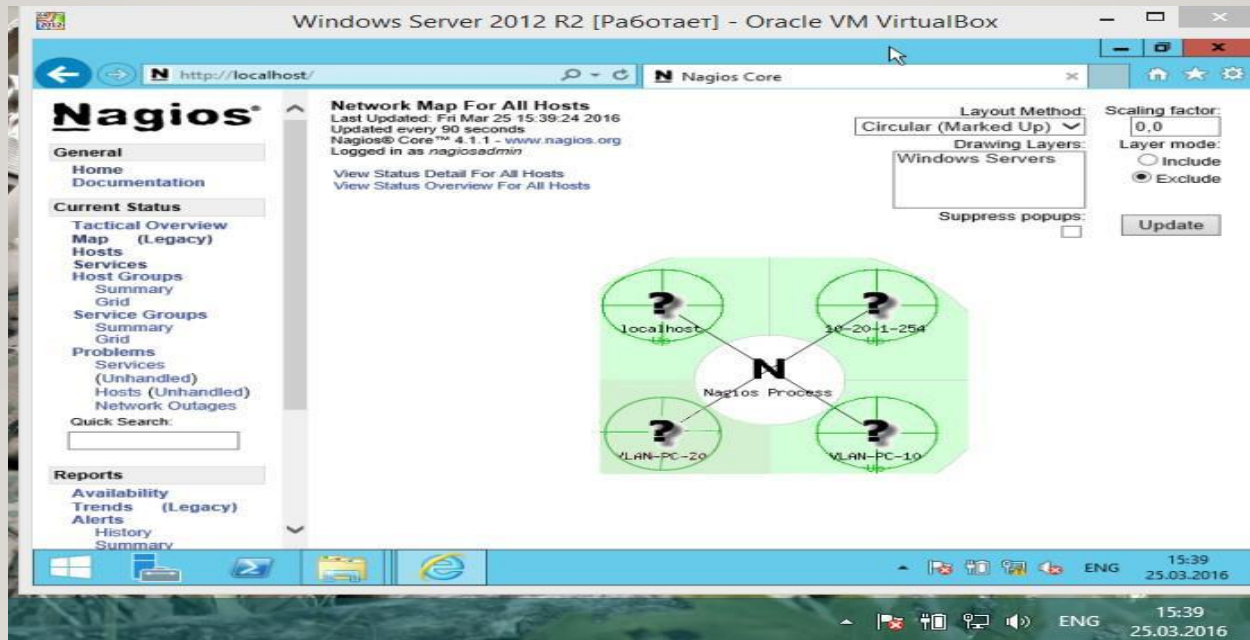 Windows Server 2012 R2 [Работает] - Oracle VM VirtualBox
http://localhost/
Nagios Core
Nagios®
General
Home
Documentation
Current Status
Tactical Overview
Map (Legacy)
Hosts
Services
Host Groups
Summary
Grid
Service Groups
Summary
Grid
Problems
Services
(Unhandled)
Hosts (Unhandled)
Network Outages
Quick Search:
Reports
Availability
Trends (Legacy)
Alerts
History
Summary
Network Map For All Hosts
Last Updated: Fri Mar 25 15:39:24 2016
Updated every 90 seconds
Nagios® Core™ 4.1.1 - www.nagios.org
Logged in as nagiosadmin
View Status Detail For All Hosts
View Status Overview For All Hosts
Layout Method:
Circular (Marked Up)
Drawing Layers:
Windows Servers
Suppress popups:
Scaling factor:
0,0
Layer mode:
Include
Exclude
Update
localhost
Up
10-20-1-254
Up
N
Nagios Process
VLAN-PC-20
VLAN-PC-10
Up
ENG
15:39
25.03.2016
ENG
15:39
25.03.2016